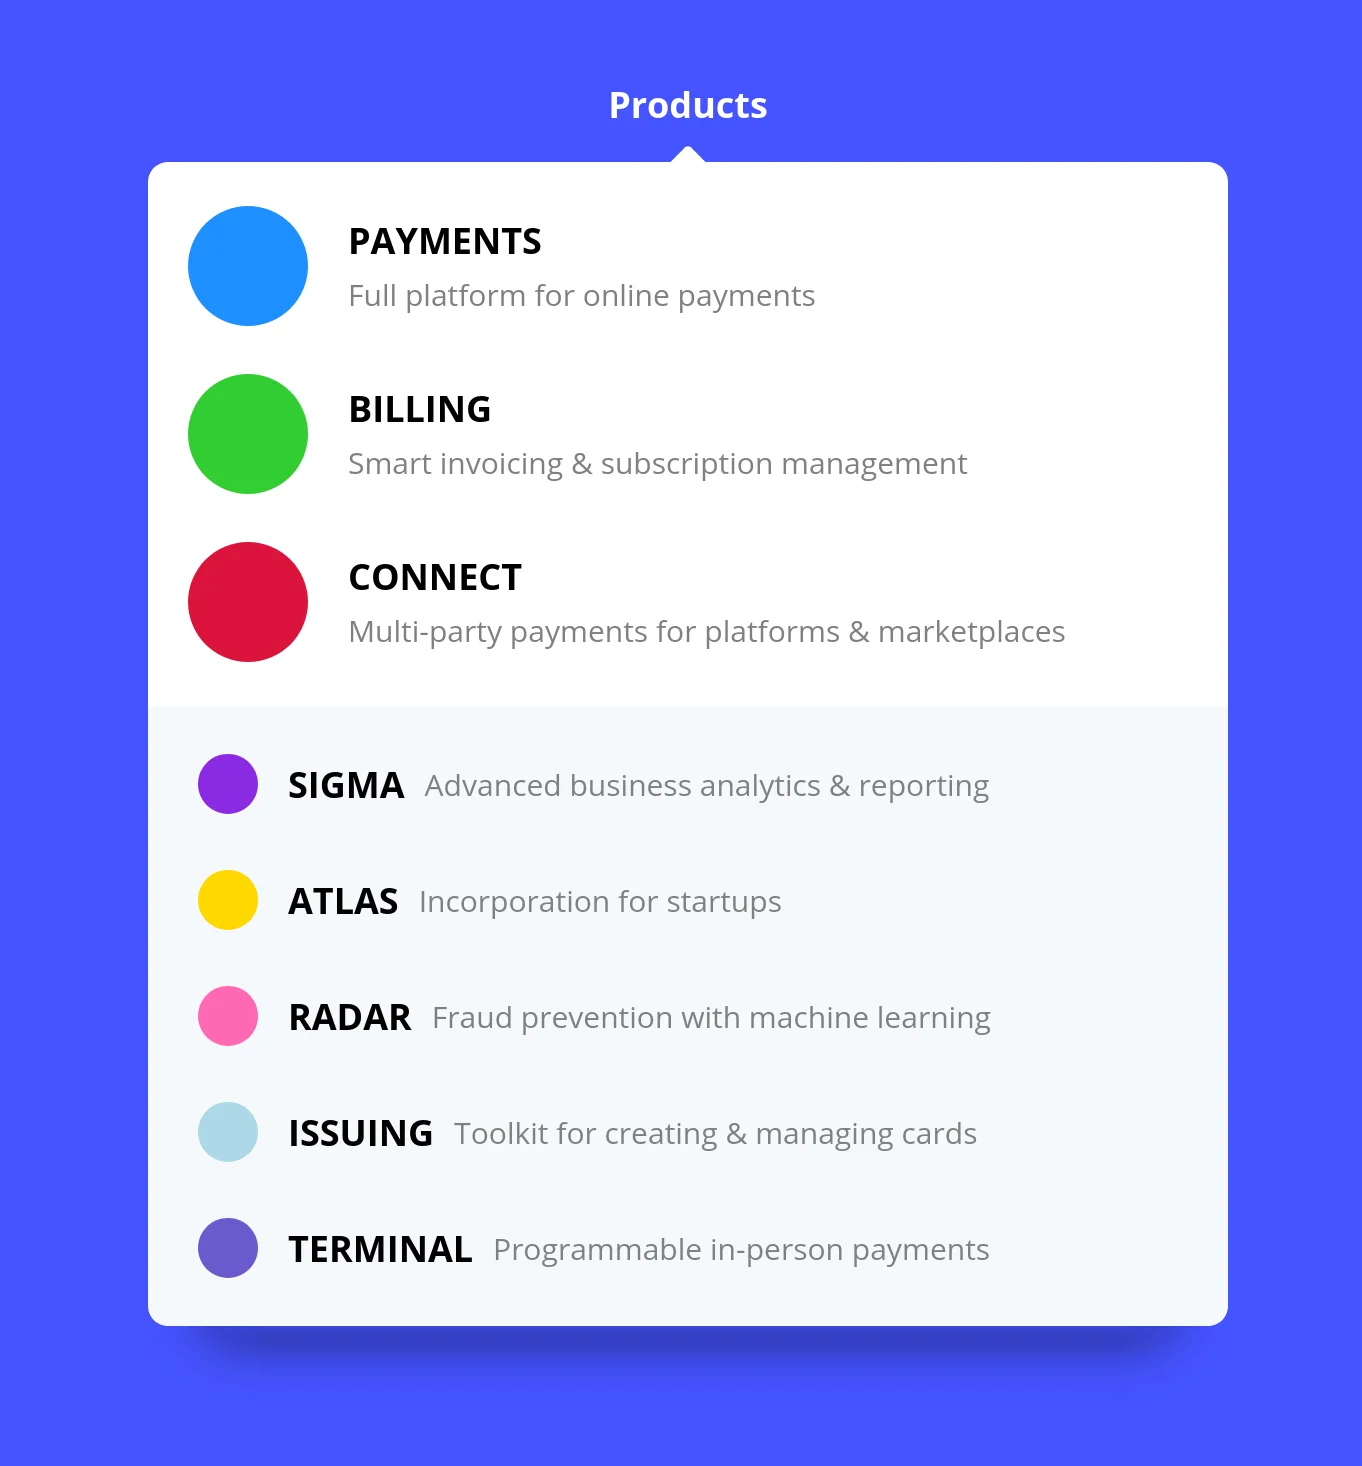 Products
PAYMENTS
Full platform for online payments
BILLING
Smart invoicing & subscription management
CONNECT
Multi-party payments for platforms & marketplaces
SIGMA Advanced business analytics & reporting
ATLAS Incorporation for startups
RADAR Fraud prevention with machine learning
ISSUING Toolkit for creating & managing cards
TERMINAL Programmable in-person payments